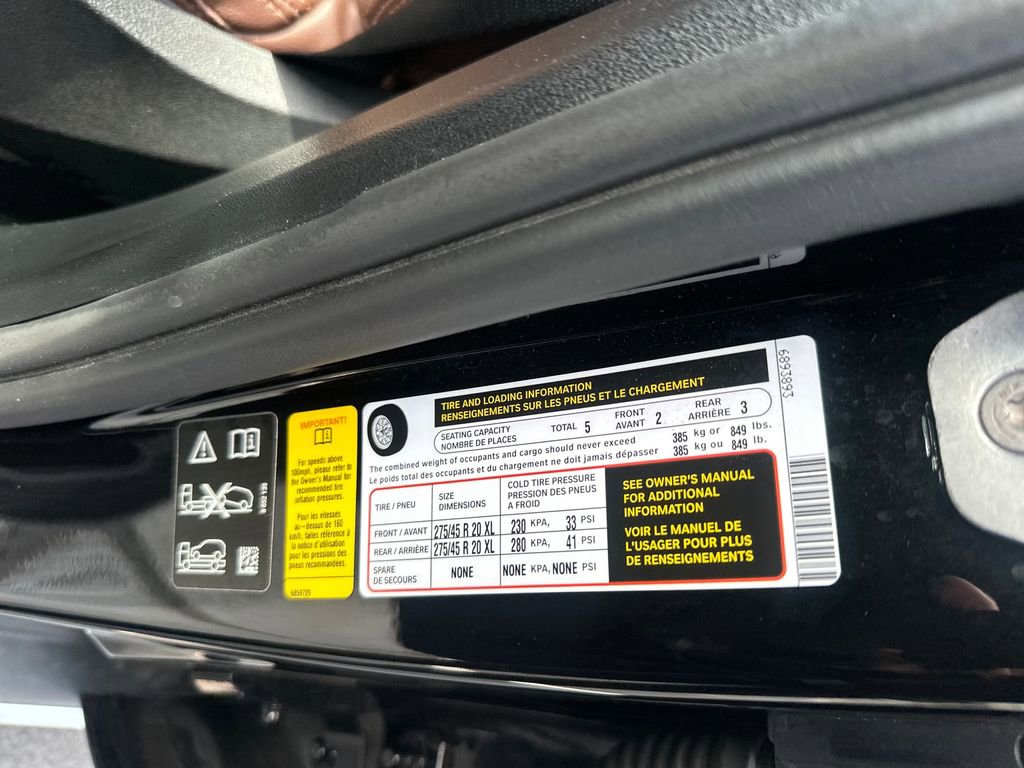 IMPORTANT!
For speeds above
100mph, please refer to
the Owner's Manual for
recommended tire
inflation pressures.
Pour les vitesses
au-dessus de 160
km/h, faites référence à
la notice d'utilisation
pour les pressions des
pneus recommandées.
6856729
TIRE AND LOADING INFORMATION
RENSEIGNEMENTS SUR LES PNEUS ET LE CHARGEMENT
SEATING CAPACITY
NOMBRE DE PLACES
TOTAL 5
FRONT
AVANT 2
REAR
ARRIÈRE 3
The combined weight of occupants and cargo should never exceed 385 kg or 849 lbs.
Le poids total des occupants et du chargement ne doit jamais dépasser 385 kg ou 849 lb.
TIRE / PNEU
SIZE
DIMENSIONS
COLD TIRE PRESSURE
PRESSION DES PNEUS
A FROID
FRONT / AVANT 275/45 R 20 XL 230 KPA, 33 PSI
REAR / ARRIÈRE 275/45 R 20 XL 280 KPA, 41 PSI
SPARE
DE SECOURS
NONE NONE KPA, NONE PSI
SEE OWNER'S MANUAL
FOR ADDITIONAL
INFORMATION
VOIR LE MANUEL DE
L'USAGER POUR PLUS
DE RENSEIGNEMENTS
6893893